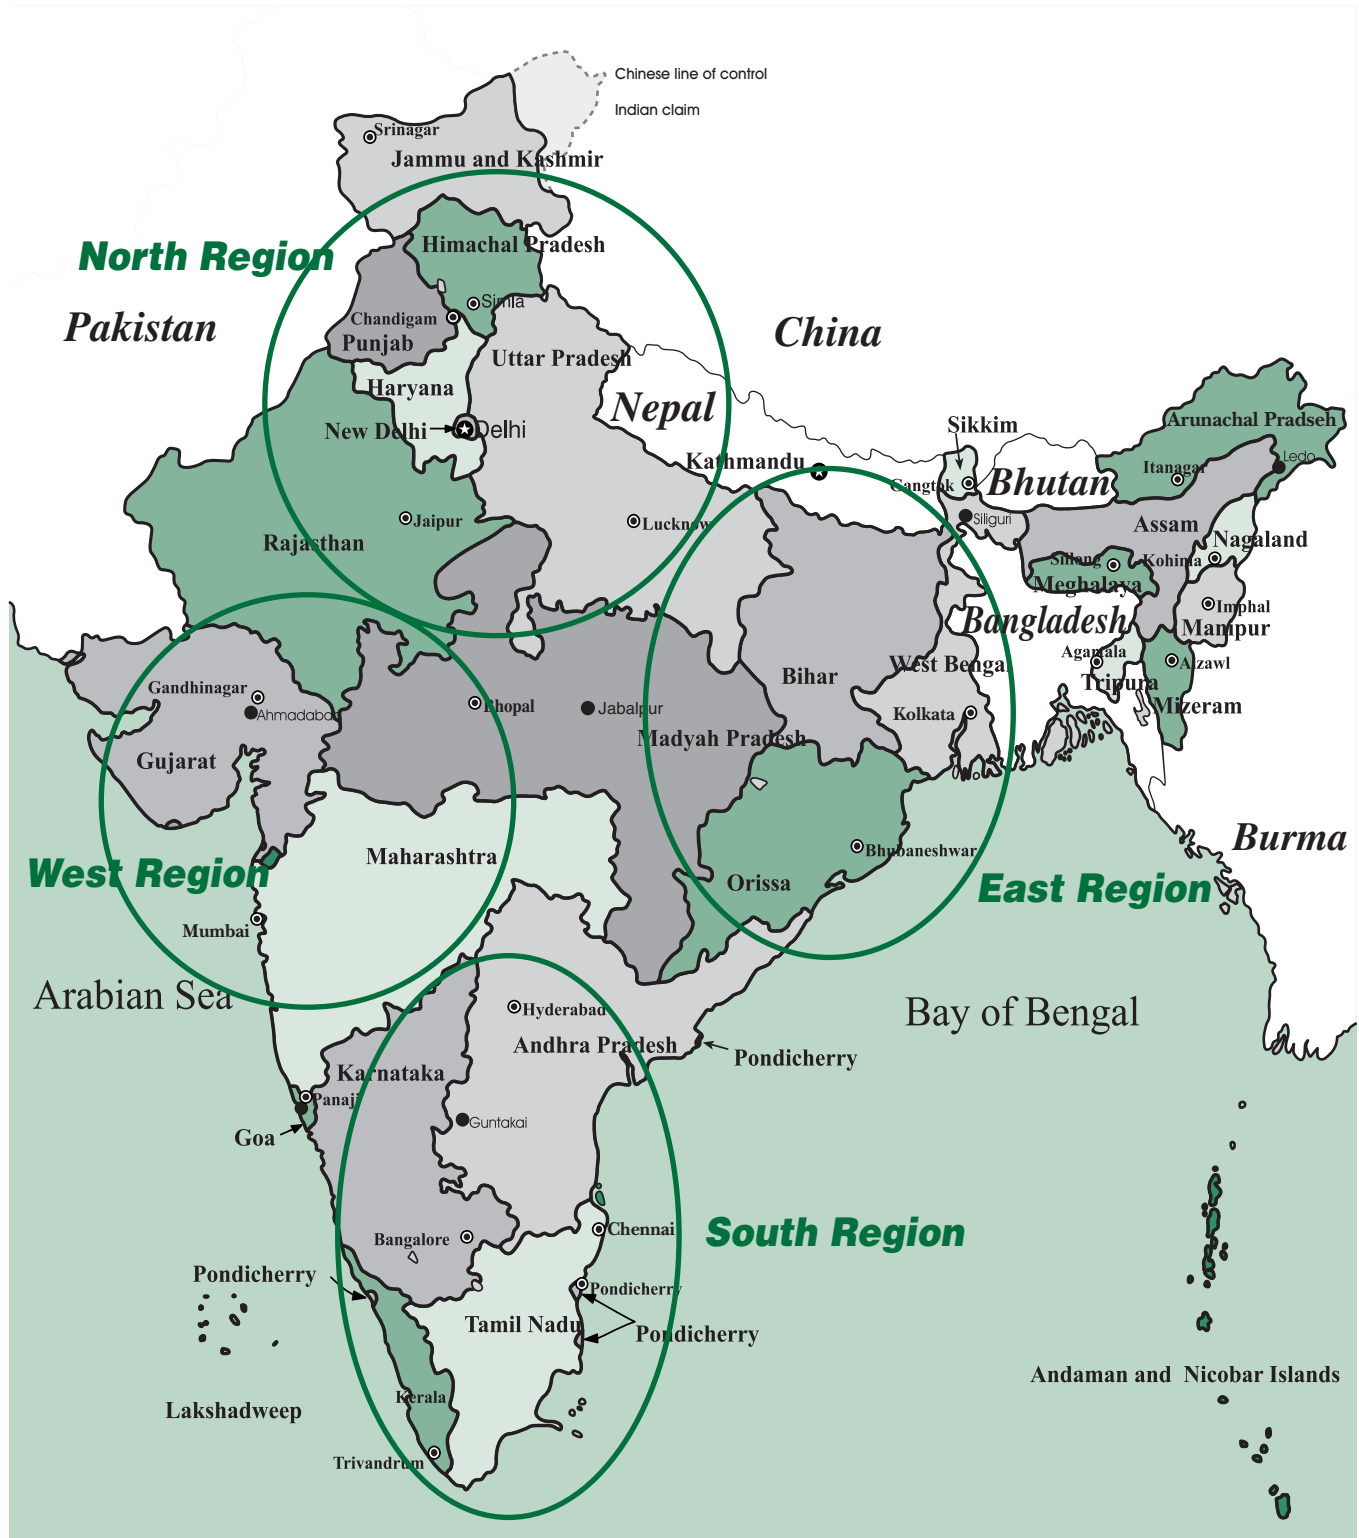 Chinese line of control
Indian claim
Srinagar
Jammu and Kashmir
North Region
Himachal Pradesh
Pakistan
Simla
Chandigam
Punjab
China
Uttar Pradesh
Haryana
Nepal
New Delhi
Delhi
Sikkim
Arunachal Pradseh
Kathmandu
Ledo
Itanagar
Gangtok
Bhutan
Jaipur
Lucknow
Siliguri
Assam
Rajasthan
Nagaland
Sillong
Kohima
Meghalaya
Imphal
Bangladesh
Manipur
Agartala
Aizawl
West Bengal
Bihar
Tripura
Gandhinagar
Ahmadabad
Bhopal
Jabalpur
Kolkata
Mizeram
Madyah Pradesh
Gujarat
Burma
Maharashtra
Bhubaneshwar
West Region
Orissa
East Region
Mumbai
Arabian Sea
Bay of Bengal
Hyderabad
Andhra Pradesh
Pondicherry
Karnataka
Panaji
Guntakai
Goa
South Region
Chennai
Bangalore
Pondicherry
Pondicherry
Tamil Nadu
Pondicherry
Andaman and Nicobar Islands
Kerala
Lakshadweep
Trivandrum